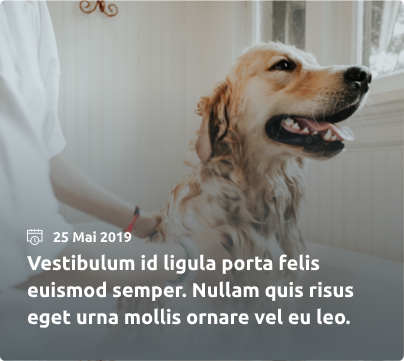 25 Mai 2019
Vestibulum id ligula porta felis
euismod semper. Nullam quis risus
eget urna mollis ornare vel eu leo.